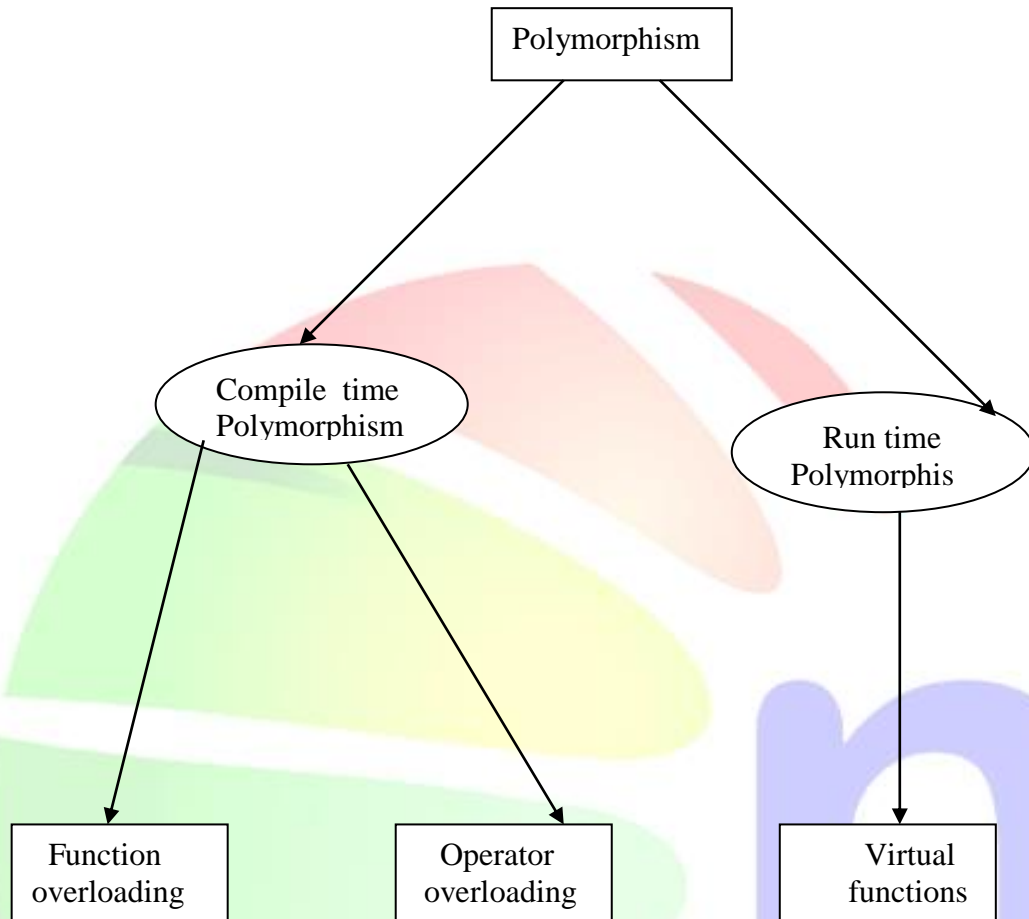 Polymorphism
Compile time
Polymorphism
Run time
Polymorphis
Function
overloading
Operator
overloading
Virtual
functions
n